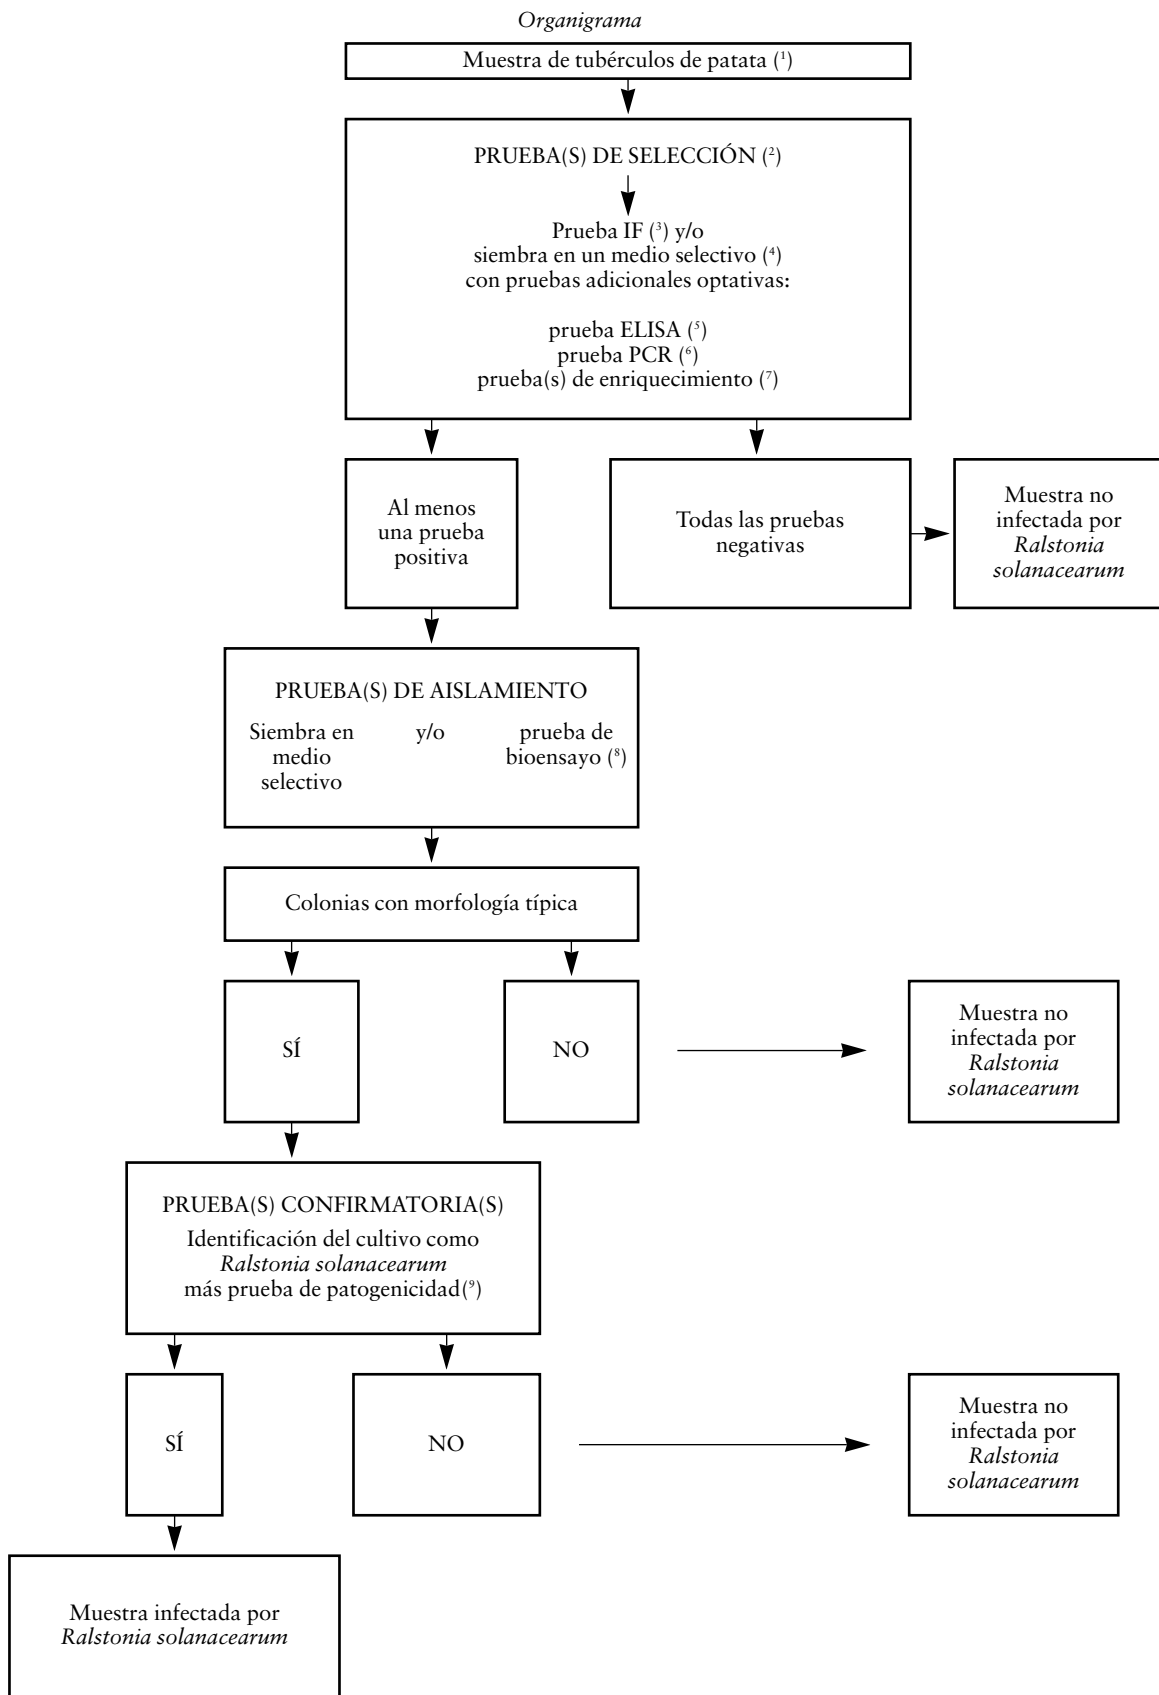 Organigrama
Muestra de tubérculos de patata (¹)
PRUEBA(S) DE SELECCIÓN (²)
Prueba IF (³) y/o
siembra en un medio selectivo (⁴)
con pruebas adicionales optativas:
prueba ELISA (⁵)
prueba PCR (⁶)
prueba(s) de enriquecimiento (⁷)
Al menos
una prueba
positiva
Todas las pruebas
negativas
Muestra no
infectada por
Ralstonia
solanacearum
PRUEBA(S) DE AISLAMIENTO
Siembra en
medio
selectivo
y/o
prueba de
bioensayo (⁸)
Colonias con morfología típica
SÍ
NO
Muestra no
infectada por
Ralstonia
solanacearum
PRUEBA(S) CONFIRMATORIA(S)
Identificación del cultivo como
Ralstonia solanacearum
más prueba de patogenicidad(⁹)
SÍ
NO
Muestra no
infectada por
Ralstonia
solanacearum
Muestra infectada por
Ralstonia solanacearum